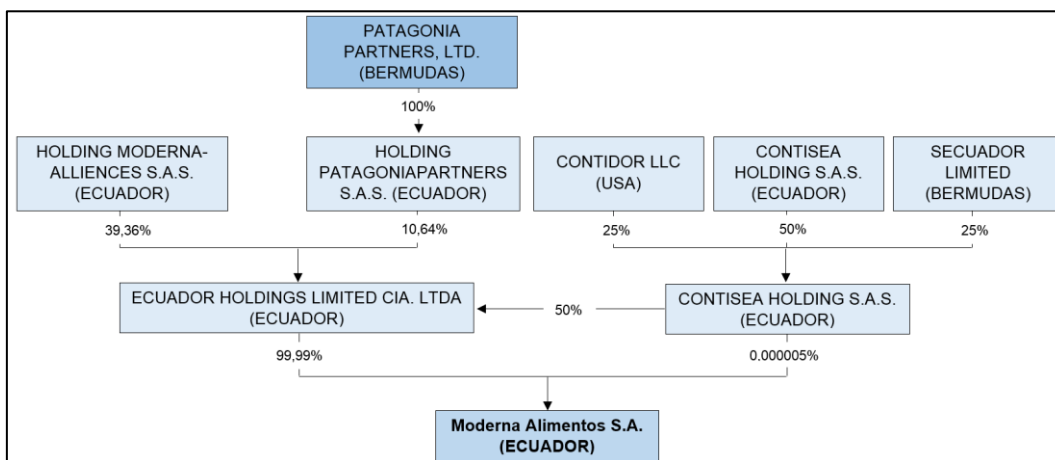 PATAGONIA
PARTNERS, LTD.
(BERMUDAS)
100%
HOLDING MODERNA-
ALLIENCES S.A.S.
(ECUADOR)
HOLDING
PATAGONIAPARTNERS
S.A.S. (ECUADOR)
CONTIDOR LLC
(USA)
CONTISEA
HOLDING S.A.S.
(ECUADOR)
SECUADOR
LIMITED
(BERMUDAS)
39,36%
10,64%
25%
50%
25%
ECUADOR HOLDINGS LIMITED CIA. LTDA
(ECUADOR)
50%
CONTISEA HOLDING S.A.S.
(ECUADOR)
99,99%
0.000005%
Moderna Alimentos S.A.
(ECUADOR)